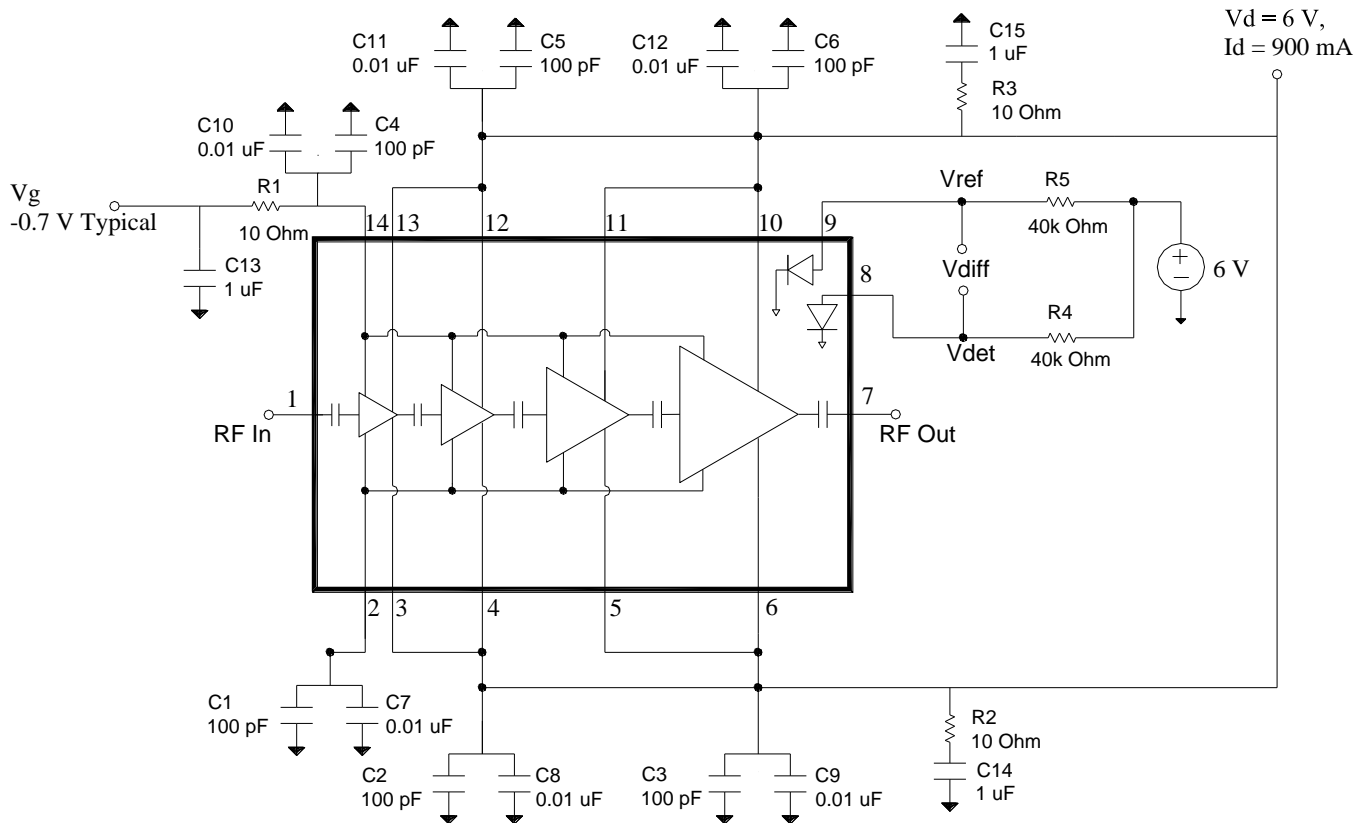 Vd = 6 V,
Id = 900 mA
C11
0.01 uF
C5
100 pF
C12
0.01 uF
C6
100 pF
C15
1 uF
R3
10 Ohm
C10
0.01 uF
C4
100 pF
Vg
-0.7 V Typical
R1
10 Ohm
C13
1 uF
14
13
12
11
10
9
8
Vref
R5
40k Ohm
Vdiff
6 V
R4
40k Ohm
Vdet
1
RF In
7
RF Out
2
3
4
5
6
C1
100 pF
C7
0.01 uF
C2
100 pF
C8
0.01 uF
C3
100 pF
C9
0.01 uF
R2
10 Ohm
C14
1 uF